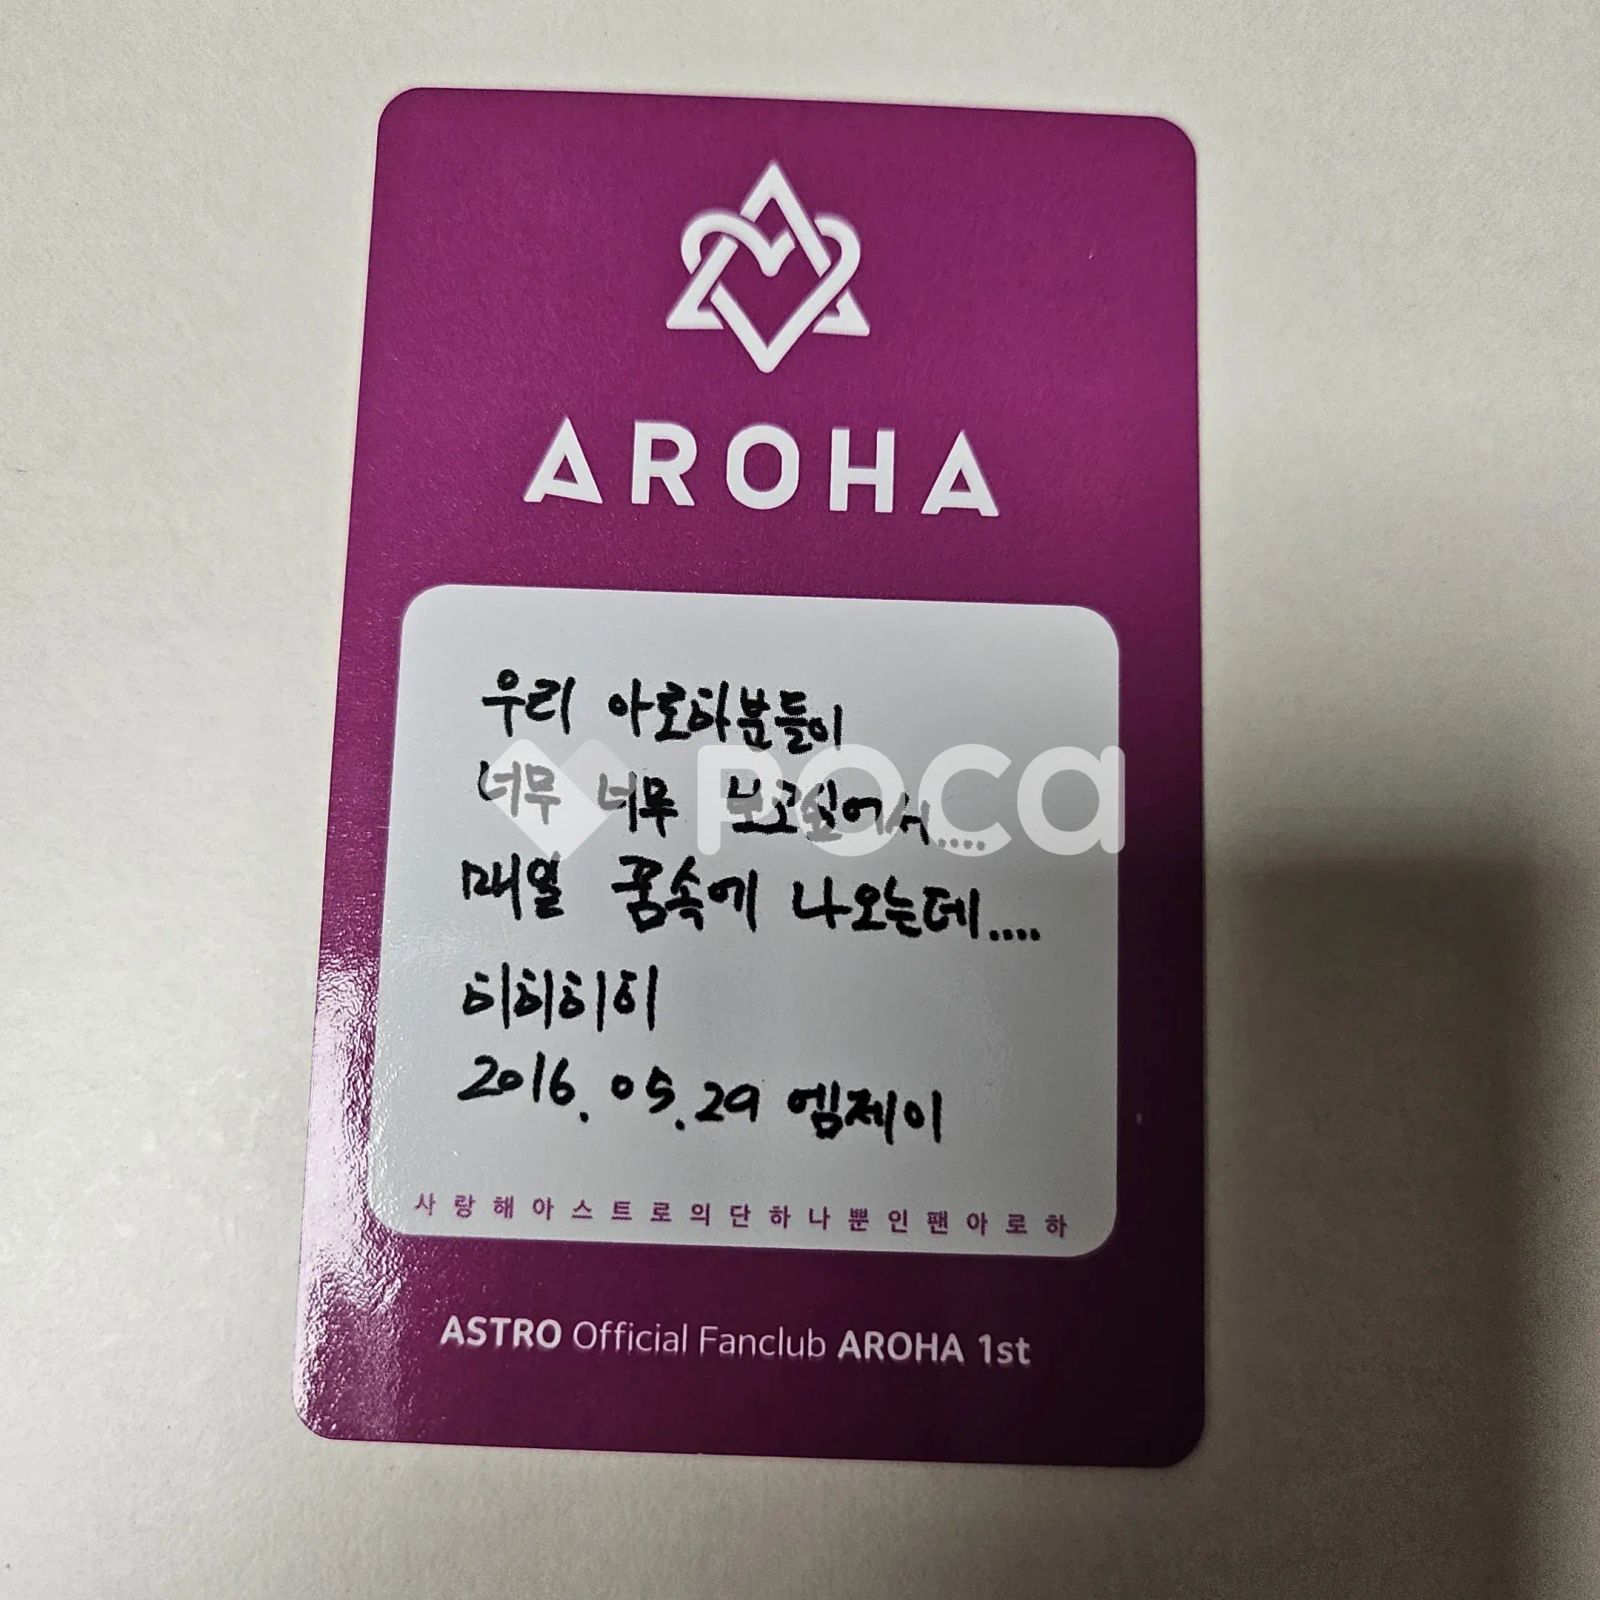 AROHA
우리 아로하분들이
너무 너무 보고싶어서....
매일 꿈속에 나오는데....
히히히히
2016.05.29 엠제이
사랑해아스트로의단하나뿐인팬아로하
ASTRO Official Fanclub AROHA 1st
poca